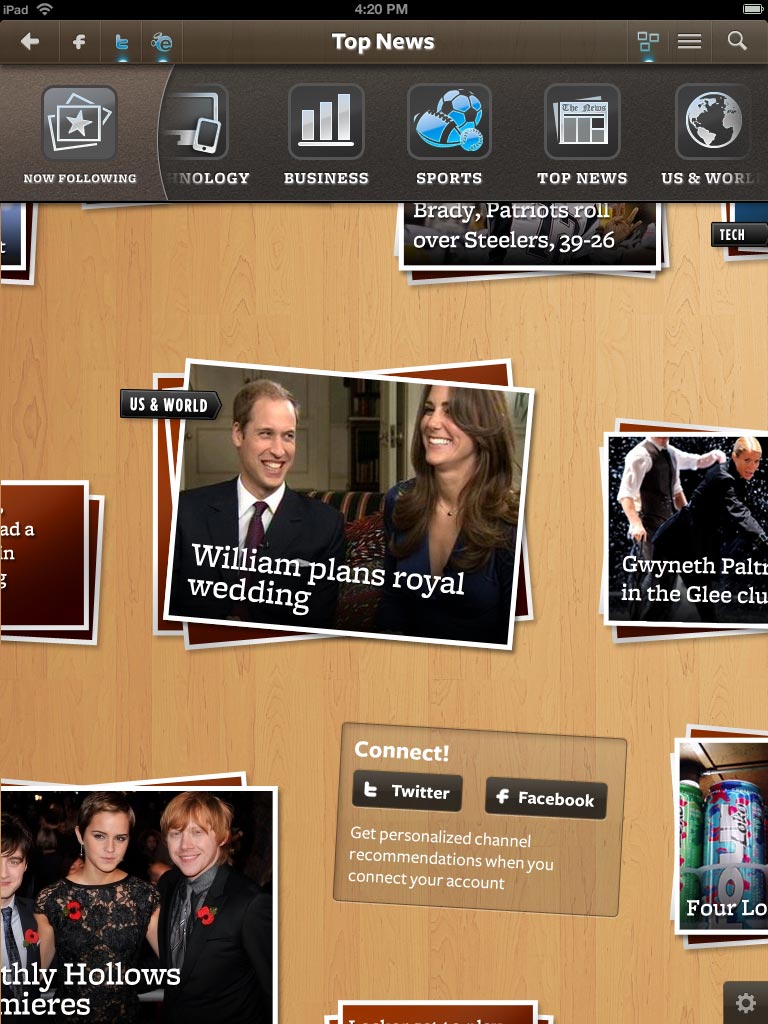 iPad 4:20 PM
Top News
NOW FOLLOWING
HNOLOGY
BUSINESS
SPORTS
The News
TOP NEWS
US & WORL
t
Brady, Patriots roll
over Steelers, 39-26
TECH
US & WORLD
William plans royal
wedding
ad a
in
g
Gwyneth Paltr
in the Glee clu
Connect!
Twitter
Facebook
Get personalized channel
recommendations when you
connect your account
Four Lo
thly Hollows
mieres